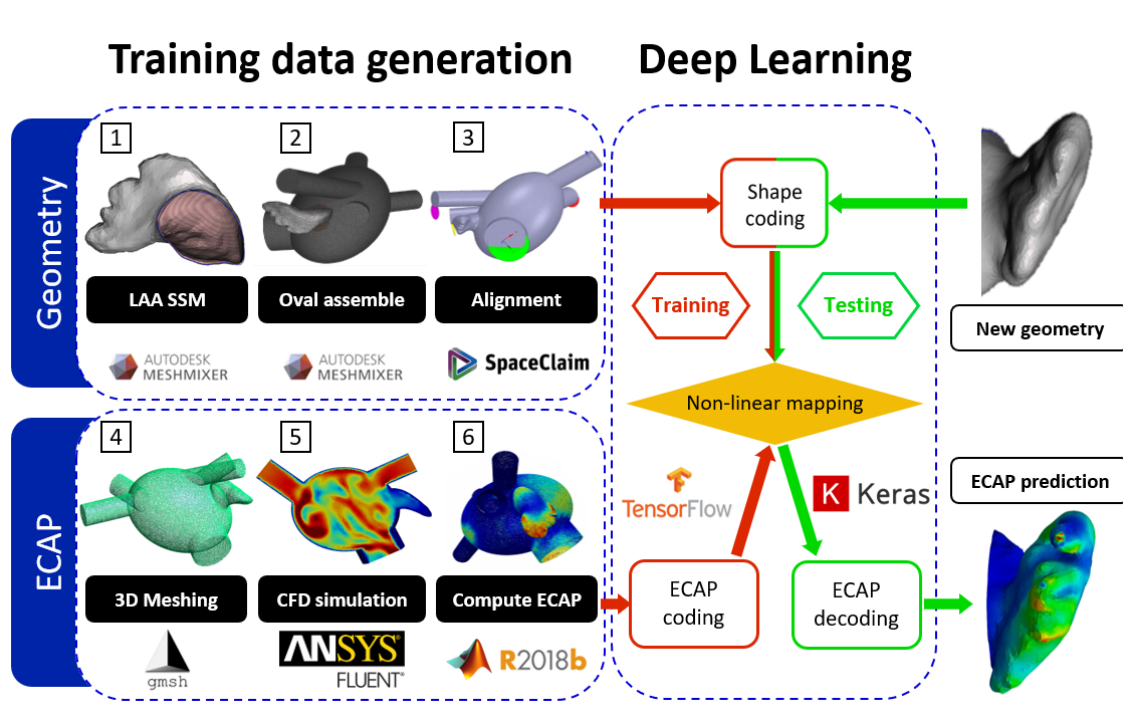 Training data generation
Deep Learning
Geometry
1
2
3
LAA SSM
Oval assemble
Alignment
AUTODESK
MESHMIXER
AUTODESK
MESHMIXER
SpaceClaim
ECAP
4
5
6
3D Meshing
CFD simulation
Compute ECAP
gmsh
ANSYS®
FLUENT®
R2018b
Shape
coding
Training
Testing
Non-linear mapping
TensorFlow
K Keras
ECAP
coding
ECAP
decoding
New geometry
ECAP prediction